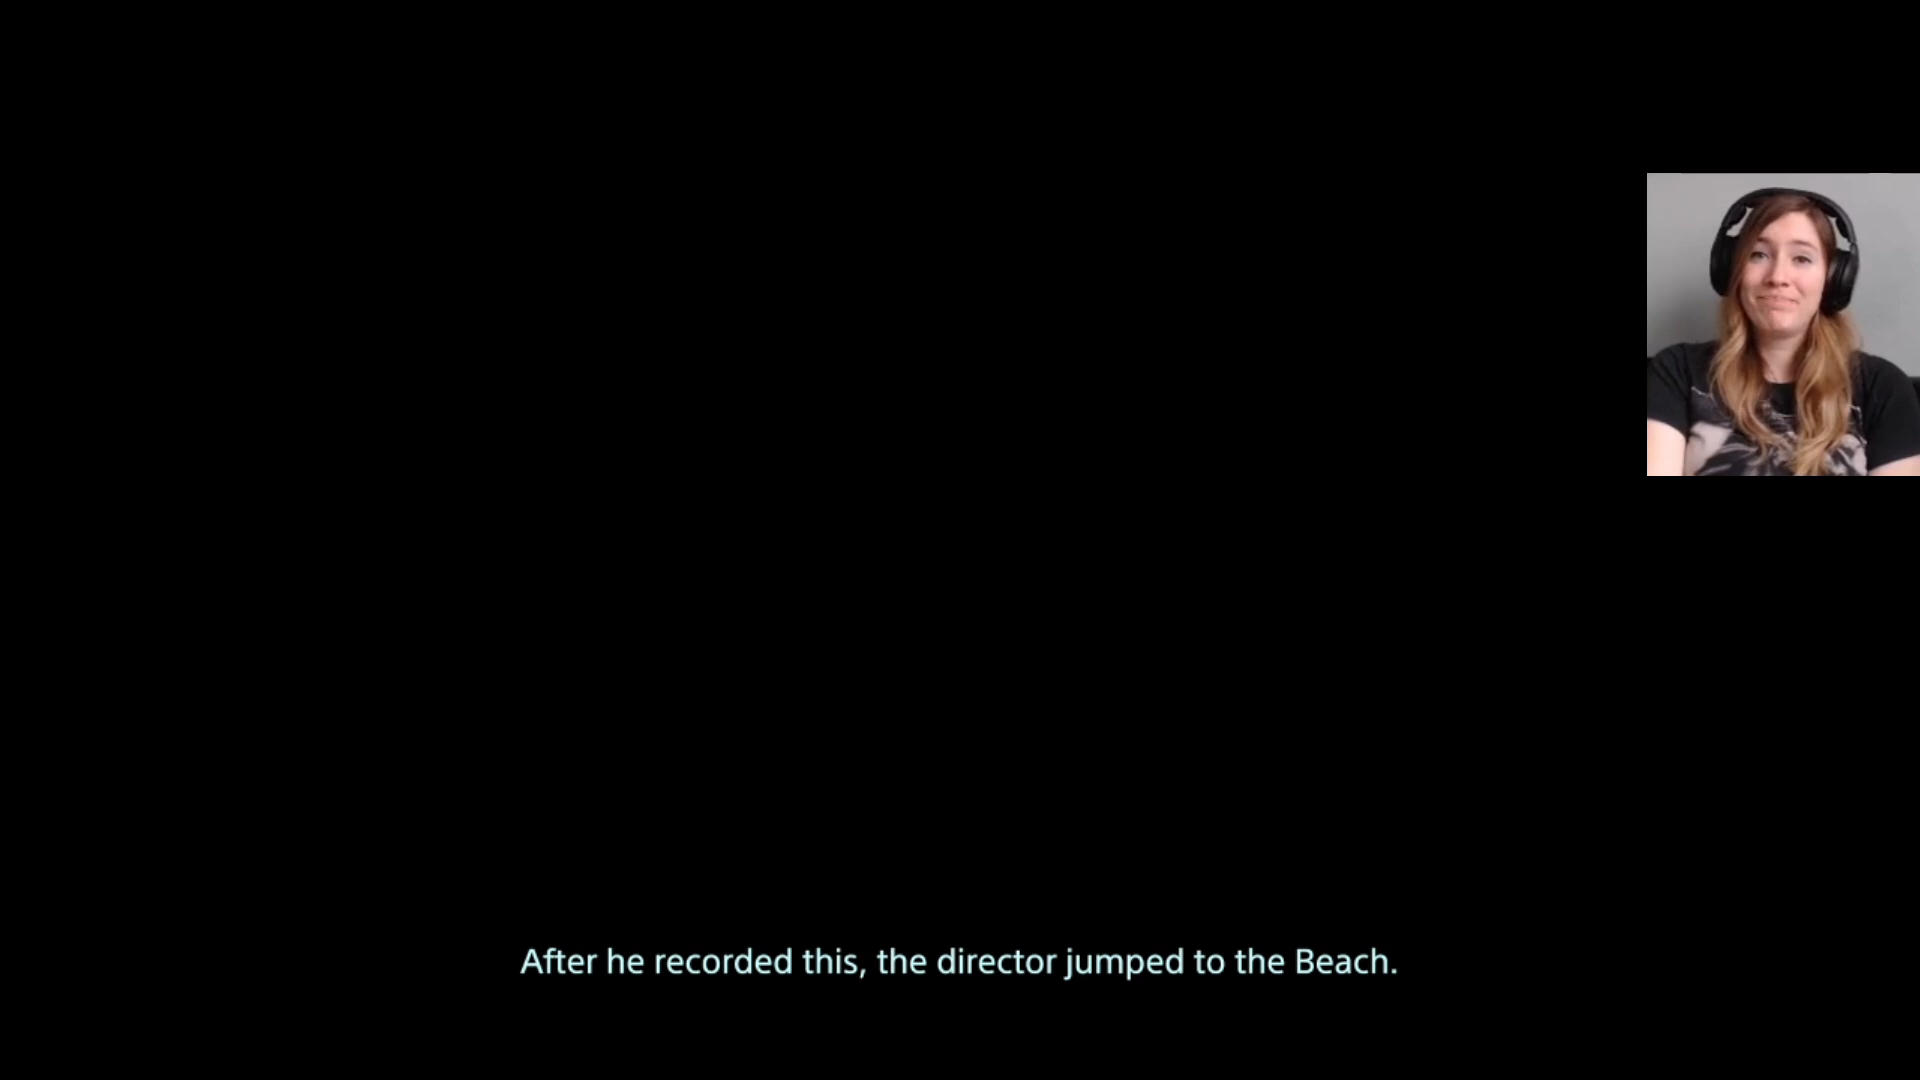 After he recorded this, the director jumped to the Beach.